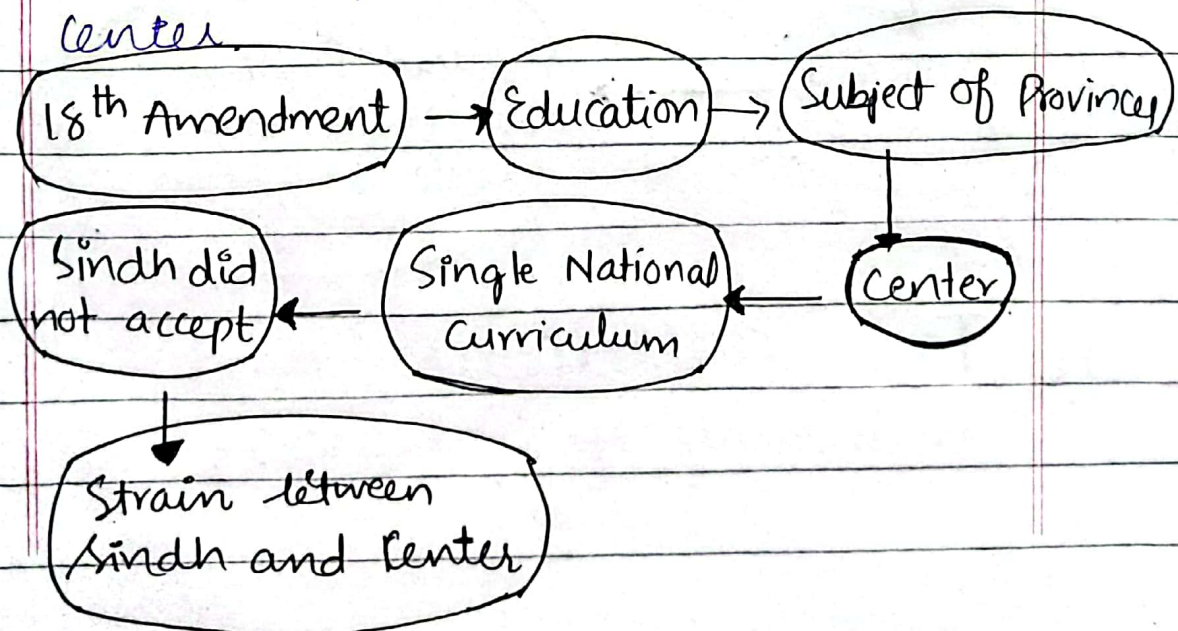 Center.
18th Amendment
Education
Subject of Provinces
Center
Single National
Curriculum
Sindh did
not accept
Strain between
Sindh and Center